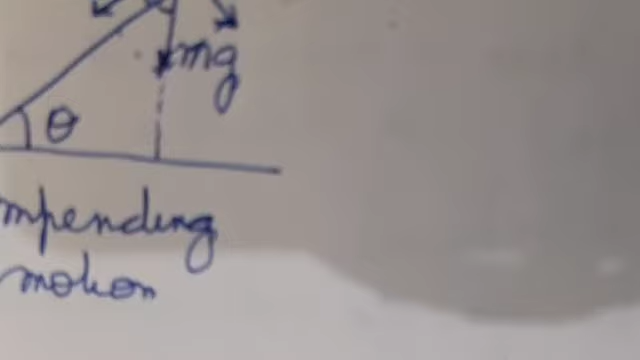 mg
θ
mpending
motion